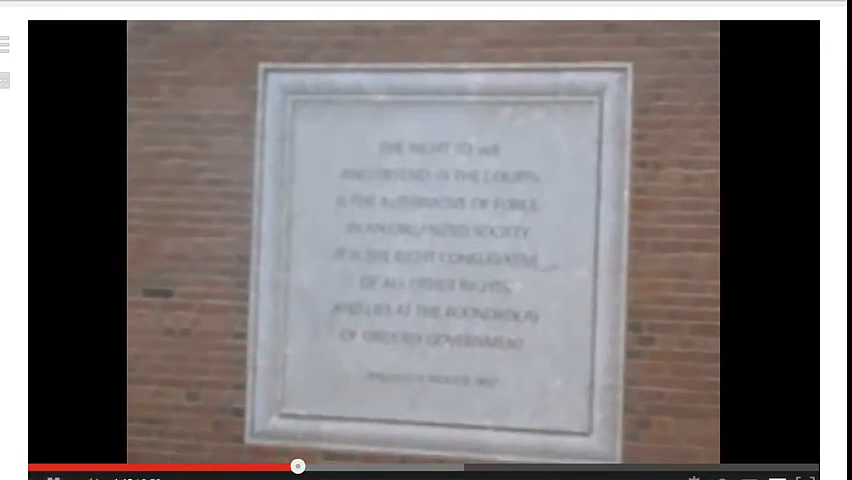 THE RIGHT TO SUE
AND DEFEND IN THE COURTS
IS THE ALTERNATIVE OF FORCE
IN AN ORGANIZED SOCIETY
IT IS THE RIGHT CONSERVATIVE
OF ALL OTHER RIGHTS,
AND LIES AT THE FOUNDATION
OF ORDERLY GOVERNMENT